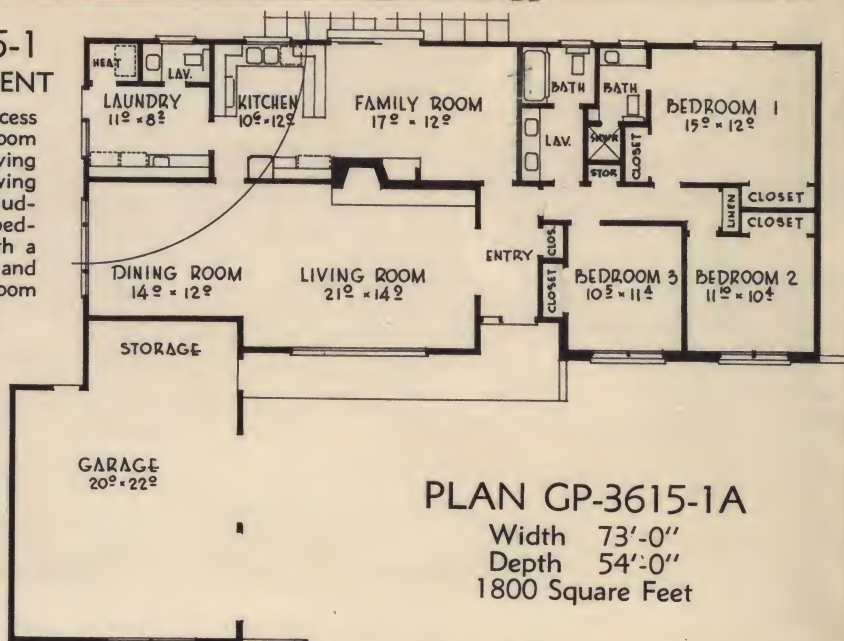 5-1
ENT
cess
oom
ving
ving
ud-
ped-
th a
and
oom
HEAT
LAV.
LAUNDRY
11⁰ × 8²
KITCHEN
10⁶ × 12⁰
FAMILY ROOM
17⁰ × 12⁰
BATH
BATH
LAV.
SHWR
STOR
CLOSET
BEDROOM 1
15⁰ × 12⁰
LINEN
CLOSET
CLOSET
DINING ROOM
14⁰ × 12⁰
LIVING ROOM
21⁰ × 14⁰
ENTRY
CLOS.
CLOSET
BEDROOM 3
10⁵ × 11⁴
BEDROOM 2
11¹⁰ × 10⁴
STORAGE
GARAGE
20⁰ × 22⁰
PLAN GP-3615-1A
Width 73'-0"
Depth 54'-0"
1800 Square Feet